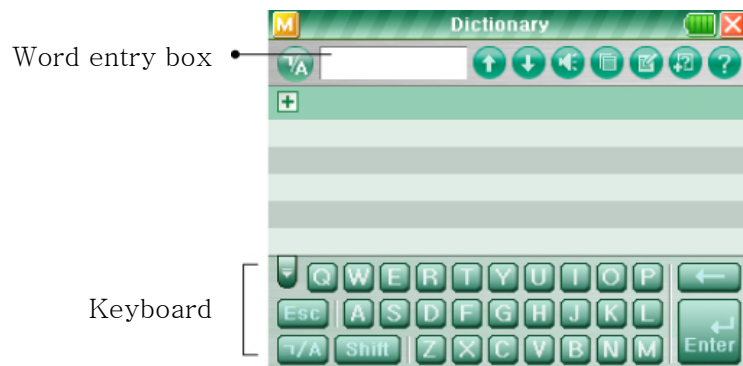 M Dictionary X
Word entry box
ㄱ/A ?
+
Keyboard
Q W E R T Y U I O P ←
Esc A S D F G H J K L
ㄱ/A Shift Z X C V B N M Enter